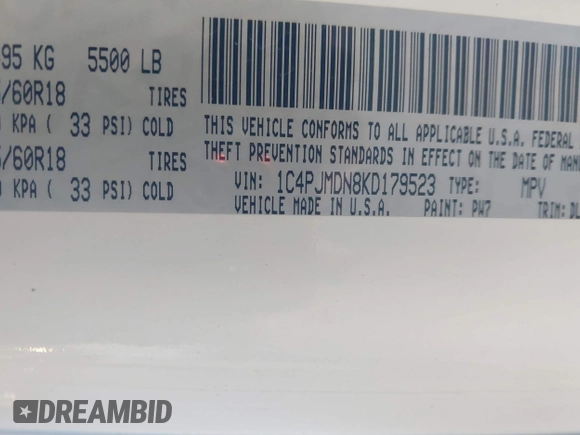 95 KG 5500 LB
/60R18 TIRES
KPA ( 33 PSI) COLD
/60R18 TIRES
KPA ( 33 PSI) COLD
THIS VEHICLE CONFORMS TO ALL APPLICABLE U.S.A. FEDERAL
THEFT PREVENTION STANDARDS IN EFFECT ON THE DATE OF MANU
VIN: 1C4PJMDN8KD179523 TYPE: MPV
VEHICLE MADE IN U.S.A. PAINT: PW7 TRIM: DL
DREAMBID